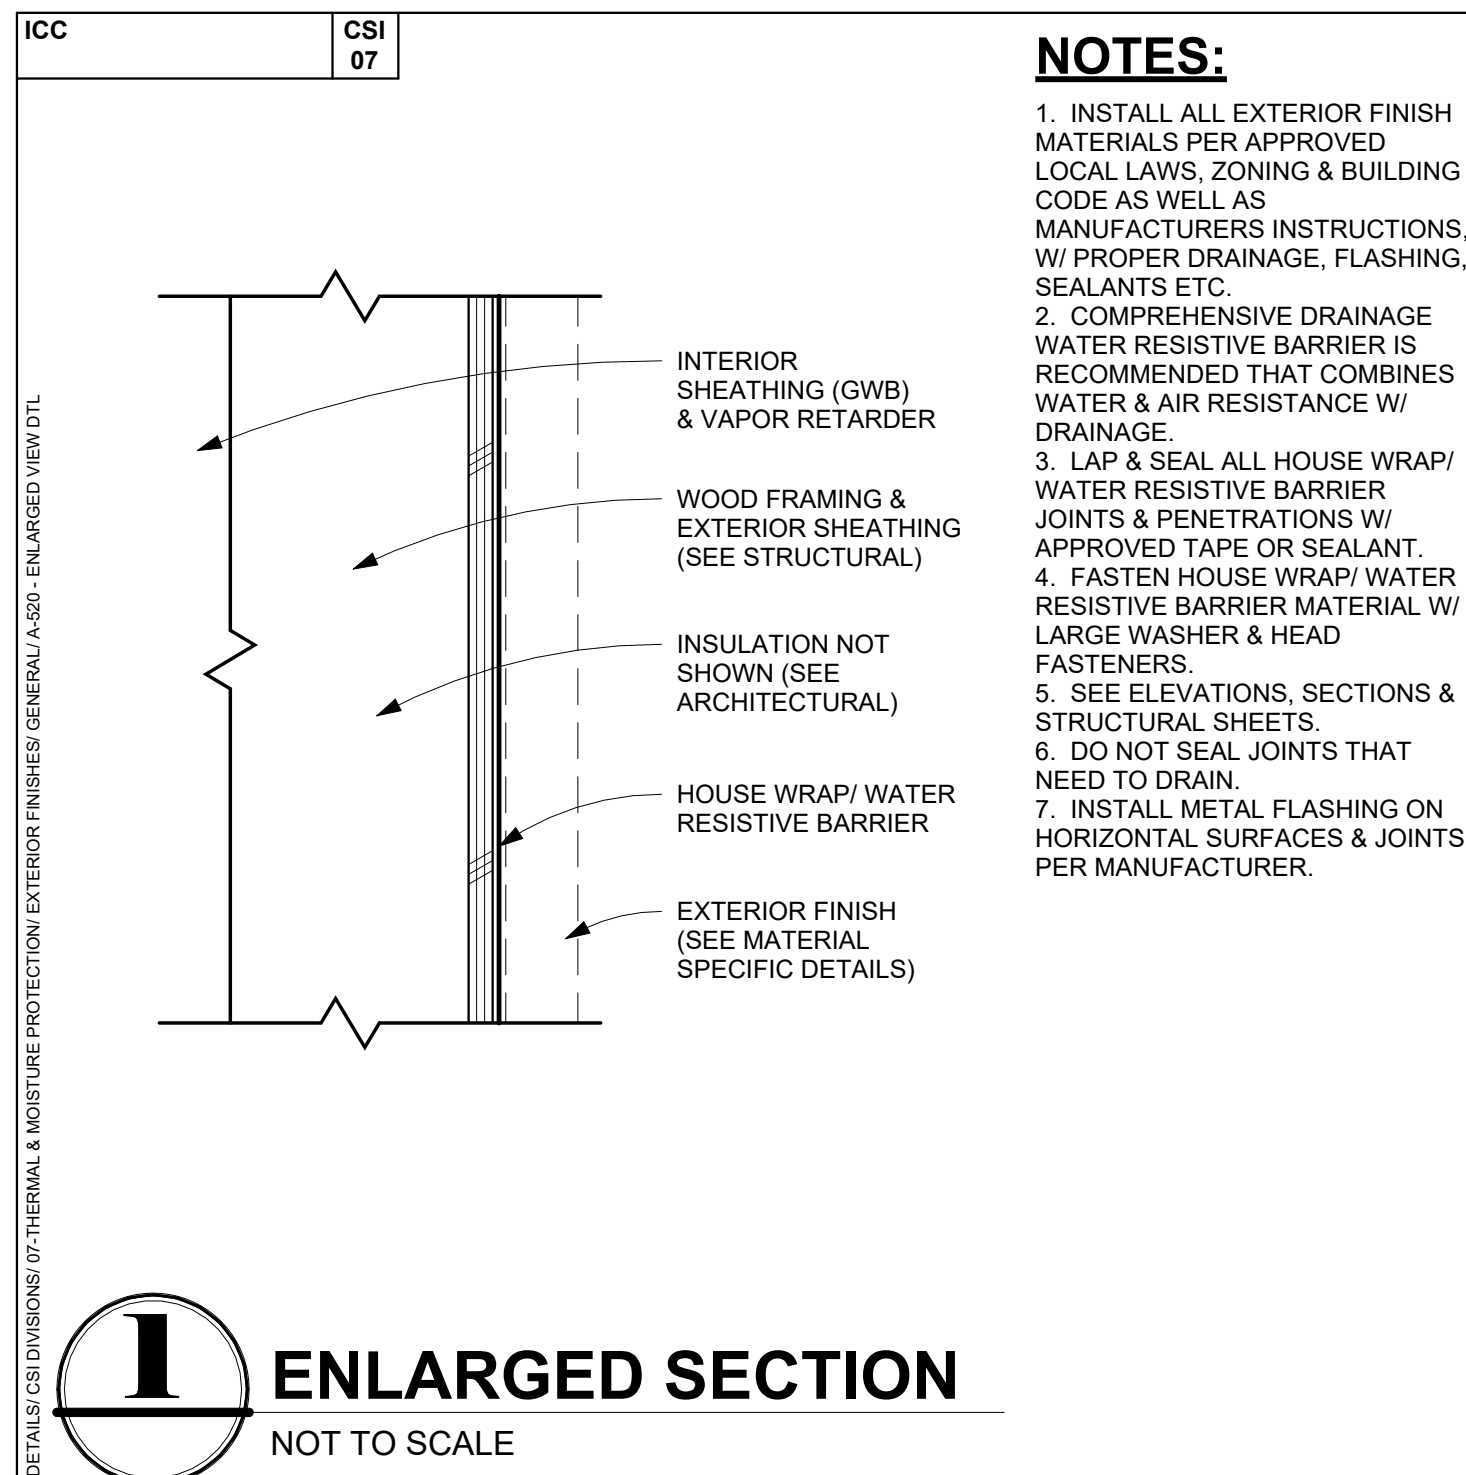 ICC
CSI
07
NOTES:
1. INSTALL ALL EXTERIOR FINISH
MATERIALS PER APPROVED
LOCAL LAWS, ZONING & BUILDING
CODE AS WELL AS
MANUFACTURERS INSTRUCTIONS,
W/ PROPER DRAINAGE, FLASHING,
SEALANTS ETC.
2. COMPREHENSIVE DRAINAGE
WATER RESISTIVE BARRIER IS
RECOMMENDED THAT COMBINES
WATER & AIR RESISTANCE W/
DRAINAGE.
3. LAP & SEAL ALL HOUSE WRAP/
WATER RESISTIVE BARRIER
JOINTS & PENETRATIONS W/
APPROVED TAPE OR SEALANT.
4. FASTEN HOUSE WRAP/ WATER
RESISTIVE BARRIER MATERIAL W/
LARGE WASHER & HEAD
FASTENERS.
5. SEE ELEVATIONS, SECTIONS &
STRUCTURAL SHEETS.
6. DO NOT SEAL JOINTS THAT
NEED TO DRAIN.
7. INSTALL METAL FLASHING ON
HORIZONTAL SURFACES & JOINTS
PER MANUFACTURER.
INTERIOR
SHEATHING (GWB)
& VAPOR RETARDER
WOOD FRAMING &
EXTERIOR SHEATHING
(SEE STRUCTURAL)
INSULATION NOT
SHOWN (SEE
ARCHITECTURAL)
HOUSE WRAP/ WATER
RESISTIVE BARRIER
EXTERIOR FINISH
(SEE MATERIAL
SPECIFIC DETAILS)
DETAILS/ CSI DIVISIONS/ 07-THERMAL & MOISTURE PROTECTION/ EXTERIOR FINISHES/ GENERAL/ A-520 - ENLARGED VIEW DTL
1
ENLARGED SECTION
NOT TO SCALE